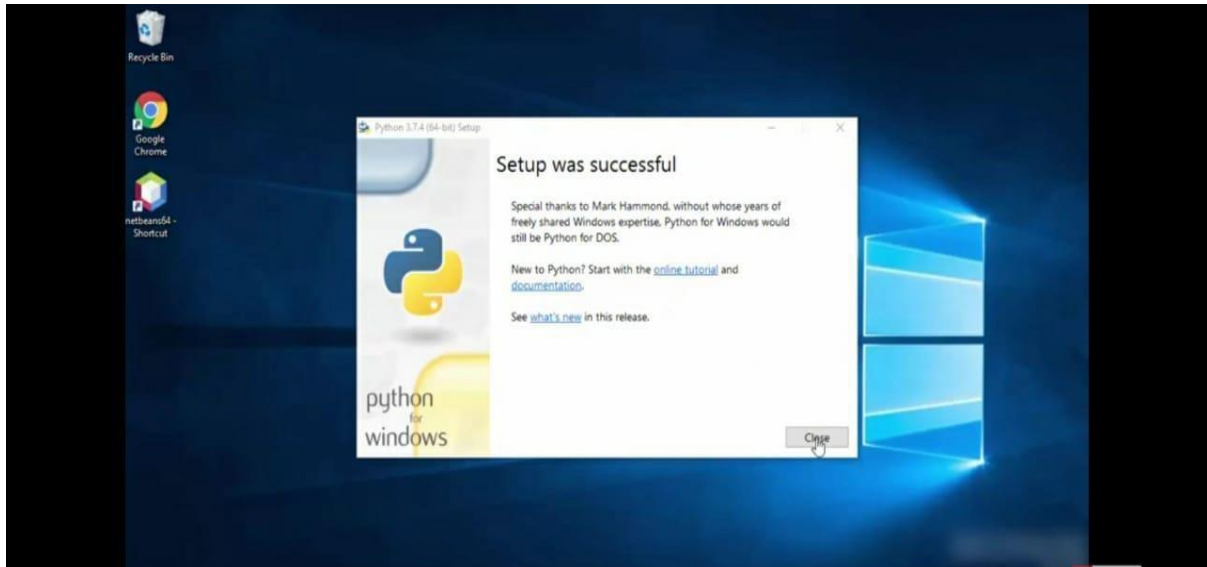 Recycle Bin
Google
Chrome
netbeans64 -
Shortcut
Python 3.7.4 (64-bit) Setup
Setup was successful
Special thanks to Mark Hammond, without whose years of
freely shared Windows expertise, Python for Windows would
still be Python for DOS.
New to Python? Start with the online tutorial and
documentation.
See what's new in this release.
python
for
windows
Close